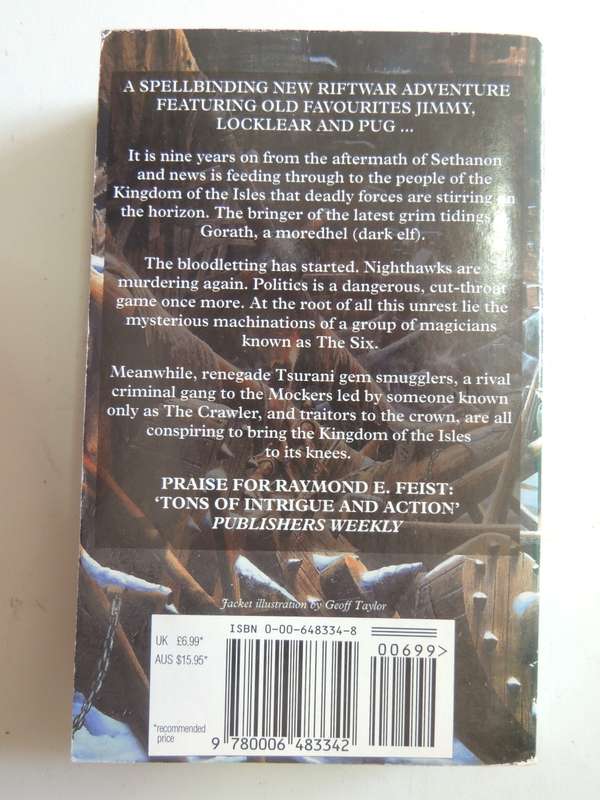 A SPELLBINDING NEW RIFTWAR ADVENTURE
FEATURING OLD FAVOURITES JIMMY,
LOCKLEAR AND PUG ...
It is nine years on from the aftermath of Sethanon
and news is feeding through to the people of the
Kingdom of the Isles that deadly forces are stirring on
the horizon. The bringer of the latest grim tidings
Gorath, a moredhel (dark elf).
The bloodletting has started. Nighthawks are
murdering again. Politics is a dangerous, cut-throat
game once more. At the root of all this unrest lie the
mysterious machinations of a group of magicians
known as The Six.
Meanwhile, renegade Tsurani gem smugglers, a rival
criminal gang to the Mockers led by someone known
only as The Crawler, and traitors to the crown, are all
conspiring to bring the Kingdom of the Isles
to its knees.
PRAISE FOR RAYMOND E. FEIST:
‘TONS OF INTRIGUE AND ACTION’
PUBLISHERS WEEKLY
Jacket illustration by Geoff Taylor
UK £6.99*
AUS $15.95*
*recommended
price
ISBN 0-00-648334-8
00699>
9 780006 483342